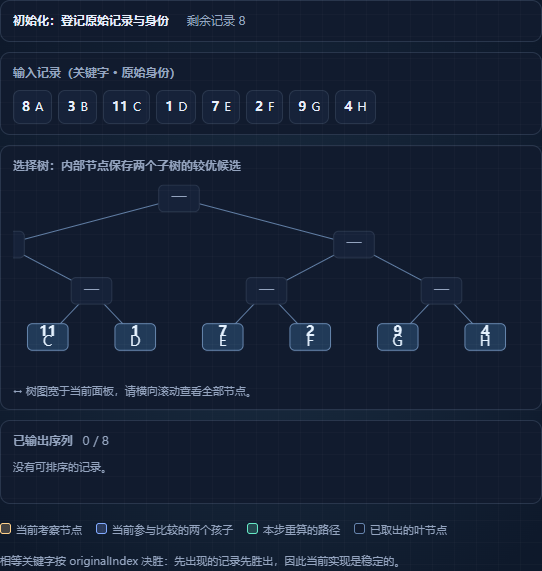 初始化：登记原始记录与身份 剩余记录 8
输入记录（关键字・原始身份）
8 A 3 B 11 C 1 D 7 E 2 F 9 G 4 H
选择树：内部节点保存两个子树的较优候选
—
—
— — —
11 1 7 2 9 4
C D E F G H
↔ 树图宽于当前面板，请横向滚动查看全部节点。
已输出序列 0 / 8
没有可排序的记录。
当前考察节点 当前参与比较的两个孩子 本步重算的路径 已取出的叶节点
相等关键字按 originalIndex 决胜：先出现的记录先胜出，因此当前实现是稳定的。